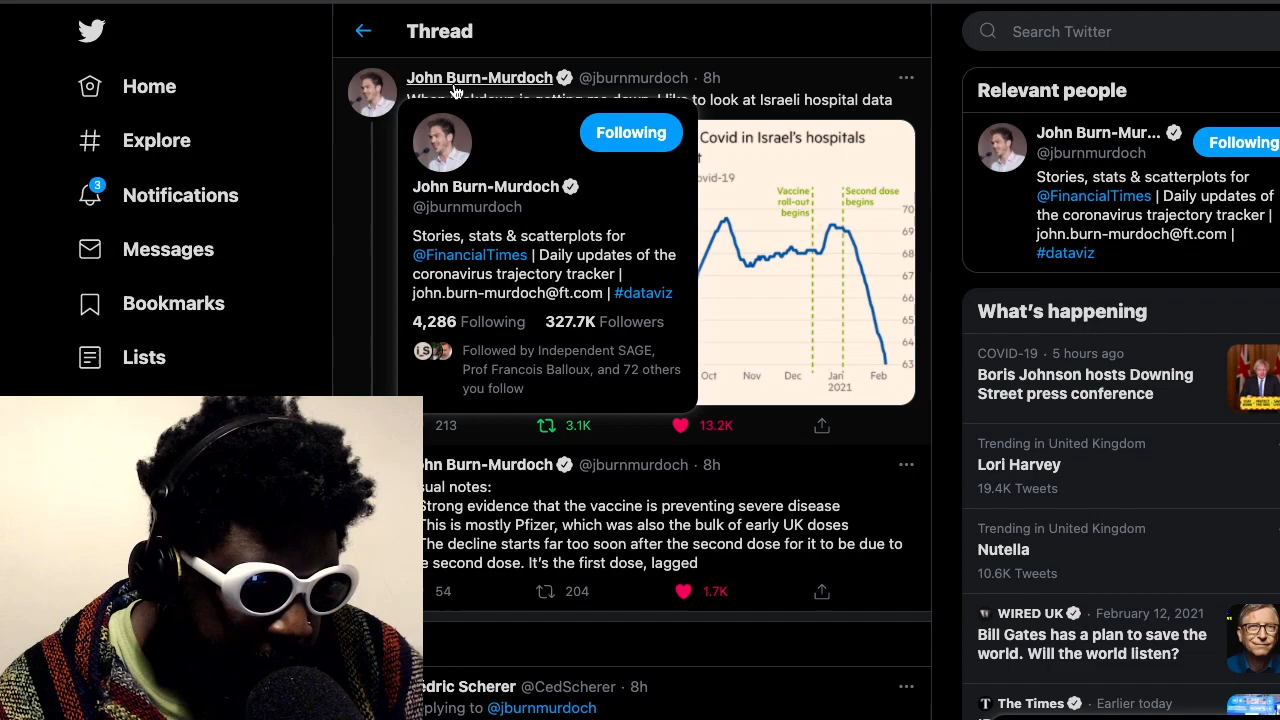 Home
Explore
3
Notifications
Messages
Bookmarks
Lists
Thread
John Burn-Murdoch @jburnmurdoch · 8h
to look at Israeli hospital data
Following
John Burn-Murdoch
@jburnmurdoch
Stories, stats & scatterplots for
@FinancialTimes | Daily updates of the
coronavirus trajectory tracker |
john.burn-murdoch@ft.com | #dataviz
4,286 Following 327.7K Followers
Followed by Independent SAGE,
Prof Francois Balloux, and 72 others
you follow
Covid in Israel's hospitals
ovid-19
Vaccine
roll-out
begins
Second dose
begins
70
69
68
67
66
65
64
63
Oct Nov Dec Jan Feb
2021
213 3.1K 13.2K
hn Burn-Murdoch @jburnmurdoch · 8h
sual notes:
Strong evidence that the vaccine is preventing severe disease
This is mostly Pfizer, which was also the bulk of early UK doses
The decline starts far too soon after the second dose for it to be due to
e second dose. It's the first dose, lagged
54 204 1.7K
edric Scherer @CedScherer · 8h
plying to @jburnmurdoch
Search Twitter
Relevant people
John Burn-Mur...
@jburnmurdoch
Following
Stories, stats & scatterplots for
@FinancialTimes | Daily updates of
the coronavirus trajectory tracker |
john.burn-murdoch@ft.com |
#dataviz
What's happening
COVID-19 · 5 hours ago
Boris Johnson hosts Downing
Street press conference
Trending in United Kingdom
Lori Harvey
19.4K Tweets
Trending in United Kingdom
Nutella
10.6K Tweets
WIRED UK · February 12, 2021
Bill Gates has a plan to save the
world. Will the world listen?
The Times · Earlier today